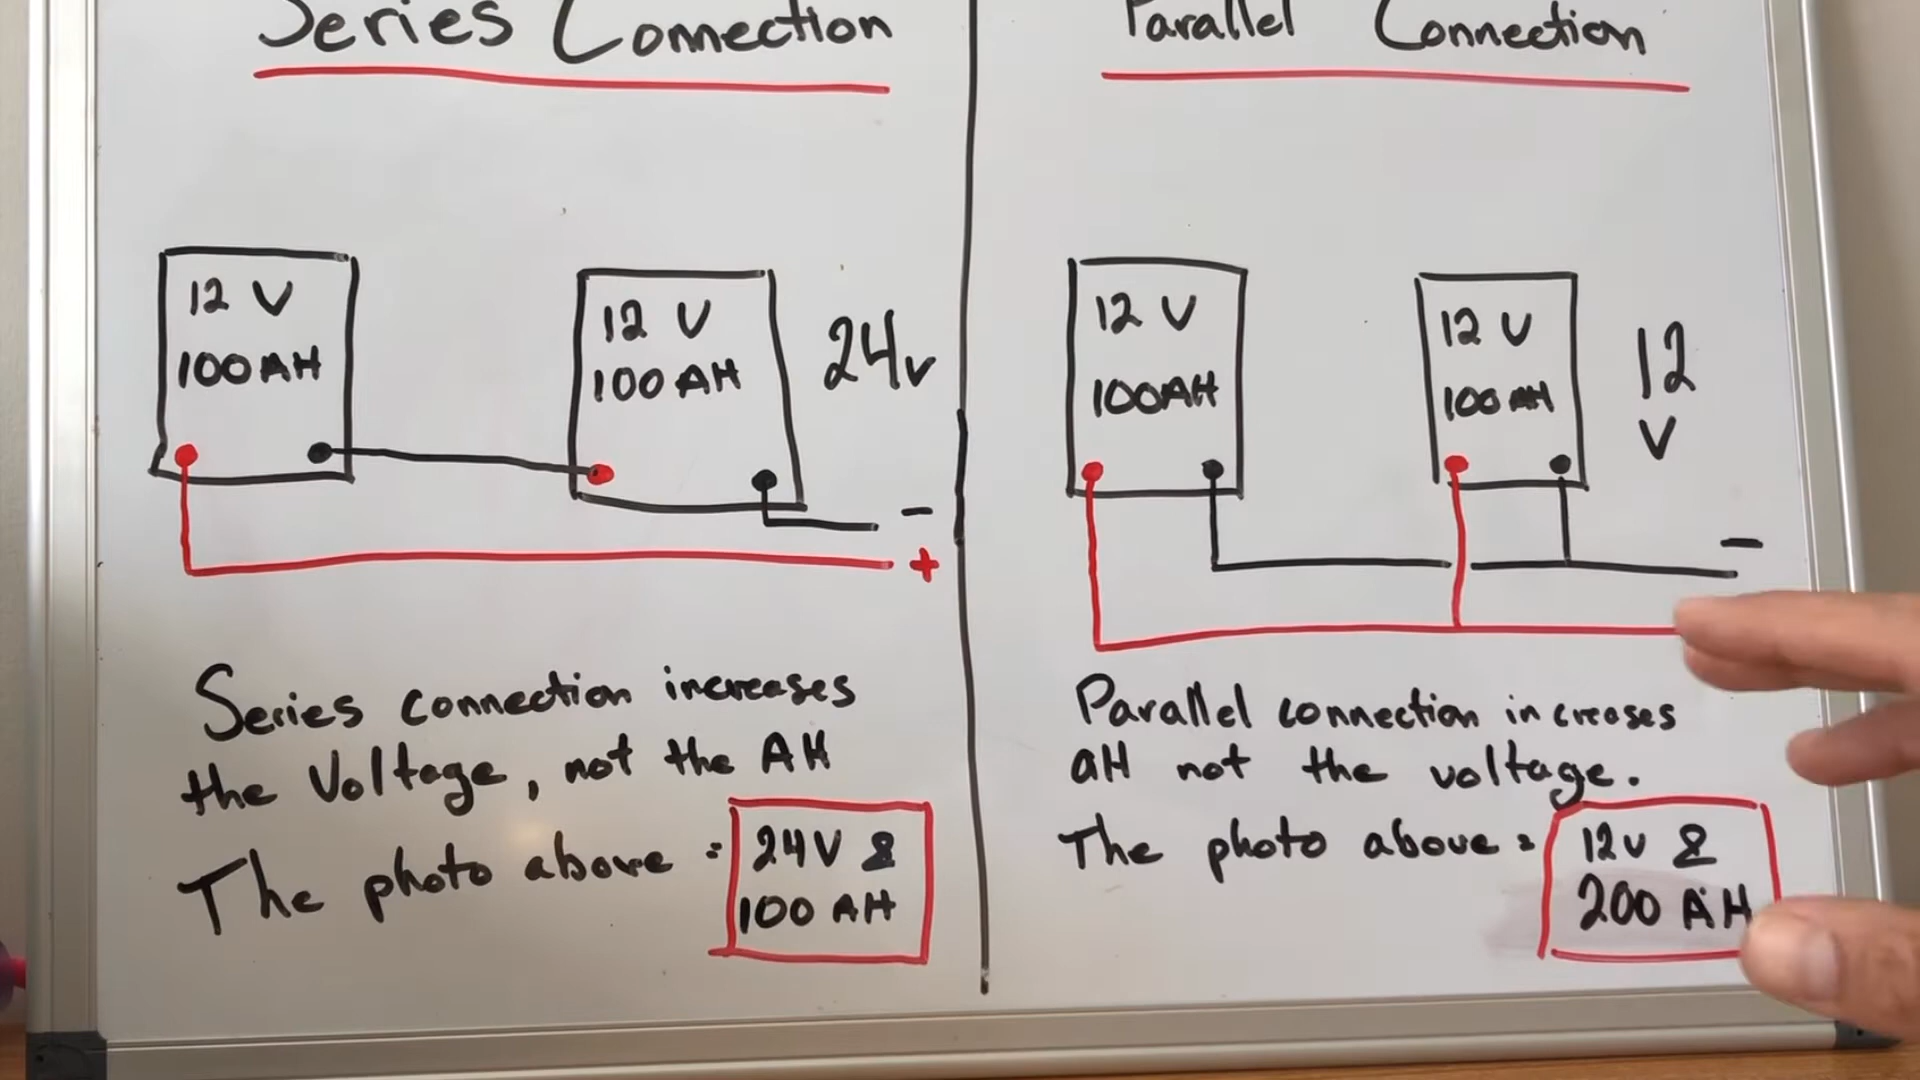 Series Connection
12 V
100AH
12 V
100 AH
24v
-
+
Series connection increases
the Voltage, not the AH
The photo above = 24V &
100 AH
Parallel Connection
12 V
100AH
12 V
100 AH
12
V
-
Parallel connection increases
aH not the voltage.
The photo above = 12v &
200 AH